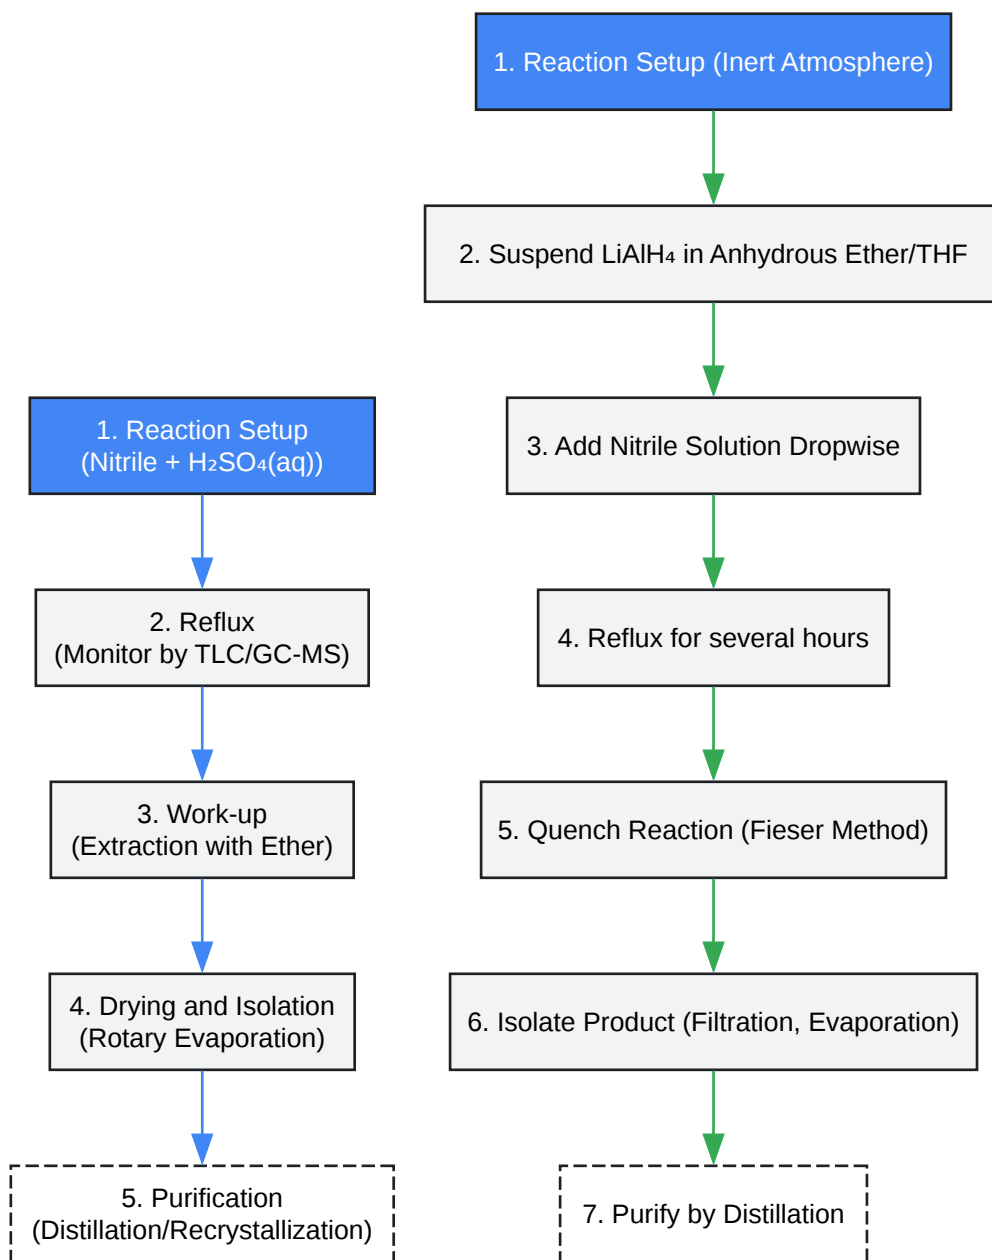 1. Reaction Setup
(Nitrile + H₂SO₄(aq))
2. Reflux
(Monitor by TLC/GC-MS)
3. Work-up
(Extraction with Ether)
4. Drying and Isolation
(Rotary Evaporation)
5. Purification
(Distillation/Recrystallization)
1. Reaction Setup (Inert Atmosphere)
2. Suspend LiAlH₄ in Anhydrous Ether/THF
3. Add Nitrile Solution Dropwise
4. Reflux for several hours
5. Quench Reaction (Fieser Method)
6. Isolate Product (Filtration, Evaporation)
7. Purify by Distillation